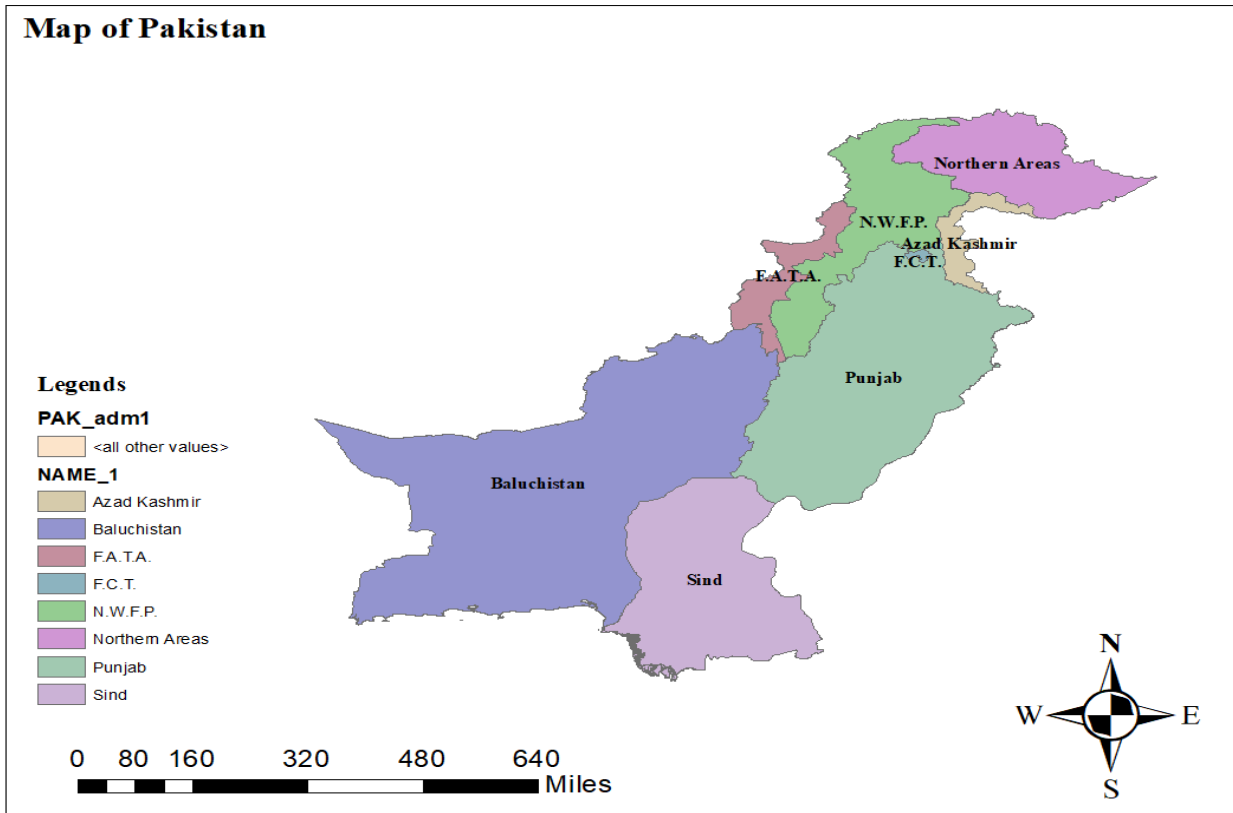 Map of Pakistan
Northern Areas
N.W.F.P.
Azad Kashmir
F.C.T.
F.A.T.A.
Punjab
Baluchistan
Sind
Legends
PAK_adm1
<all other values>
NAME_1
Azad Kashmir
Baluchistan
F.A.T.A.
F.C.T.
N.W.F.P.
Northern Areas
Punjab
Sind
0 80 160 320 480 640
Miles
N
W E
S